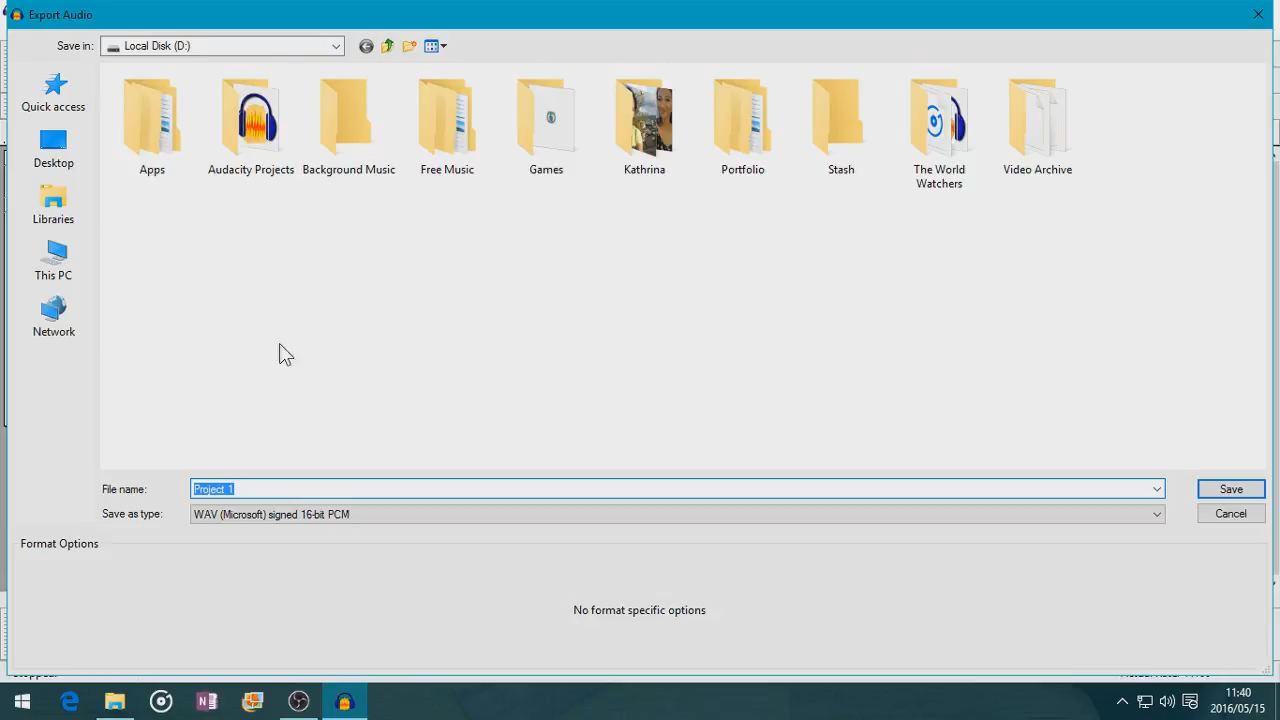 Export Audio
Save in:
Local Disk (D:)
Quick access
Desktop
Libraries
This PC
Network
Apps
Audacity Projects
Background Music
Free Music
Games
Kathrina
Portfolio
Stash
The World
Watchers
Video Archive
File name:
Project 1
Save
Save as type:
WAV (Microsoft) signed 16-bit PCM
Cancel
Format Options
No format specific options
11:40
2016/05/15